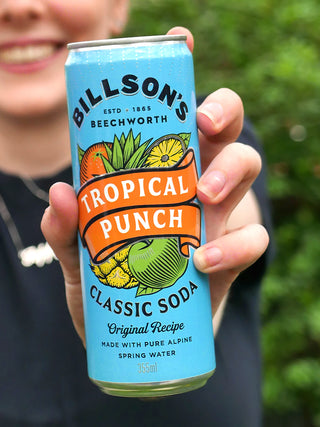 BILLSON'S
ESTD - 1865
BEECHWORTH
TROPICAL
PUNCH
CLASSIC SODA
Original Recipe
MADE WITH PURE ALPINE
SPRING WATER
355ml